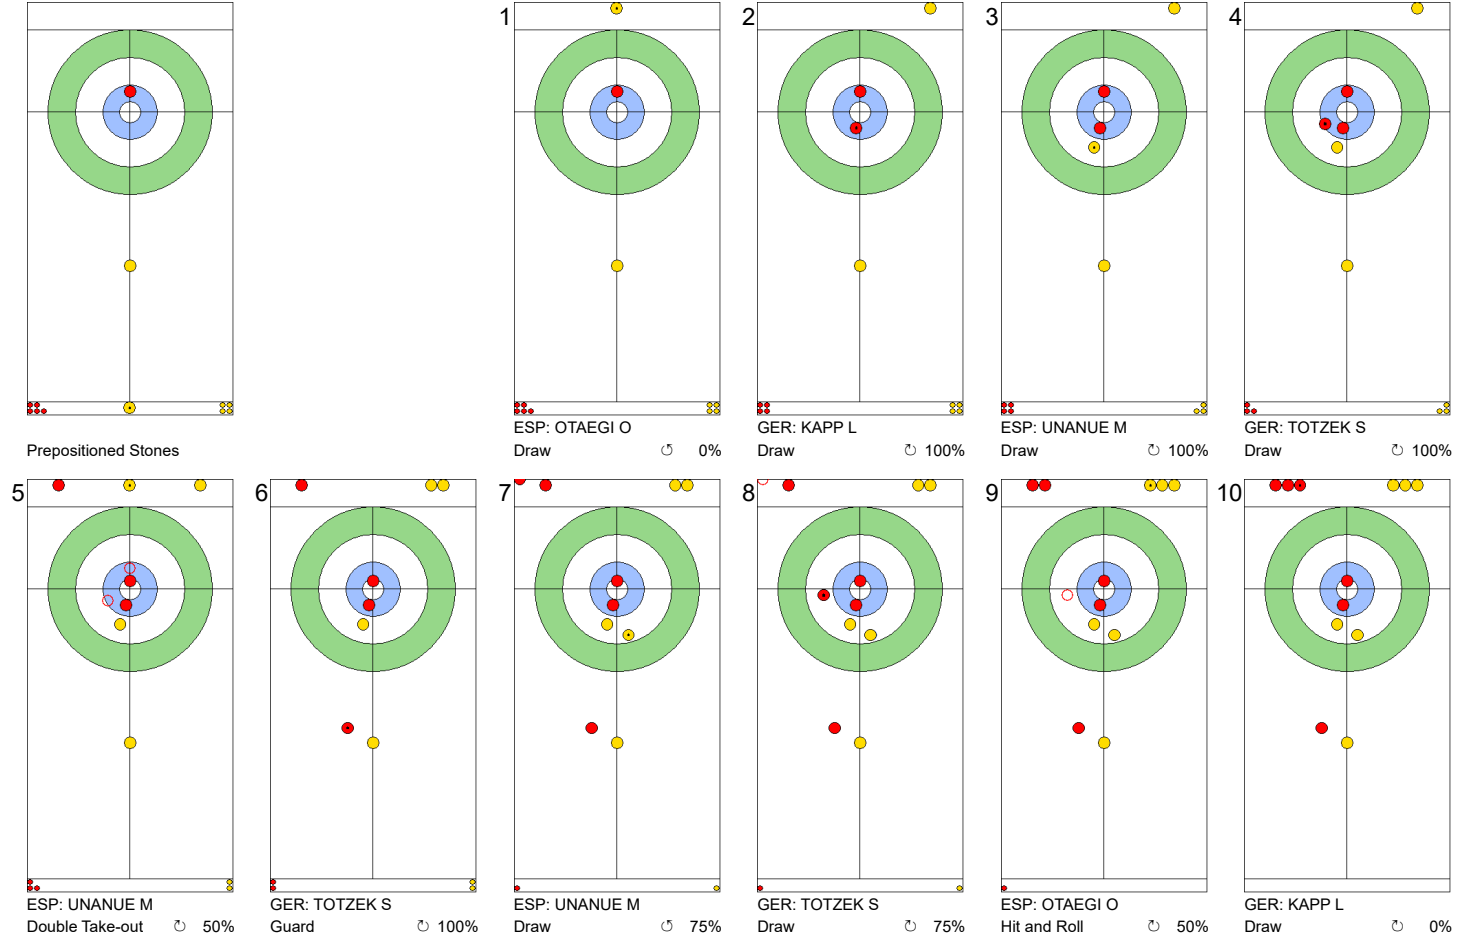 Prepositioned Stones
1
ESP: OTAEGI O
Draw ↺ 0%
2
GER: KAPP L
Draw ↻ 100%
3
ESP: UNANUE M
Draw ↻ 100%
4
GER: TOTZEK S
Draw ↻ 100%
5
ESP: UNANUE M
Double Take-out ↻ 50%
6
GER: TOTZEK S
Guard ↻ 100%
7
ESP: UNANUE M
Draw ↺ 75%
8
GER: TOTZEK S
Draw ↻ 75%
9
ESP: OTAEGI O
Hit and Roll ↻ 50%
10
GER: KAPP L
Draw ↻ 0%